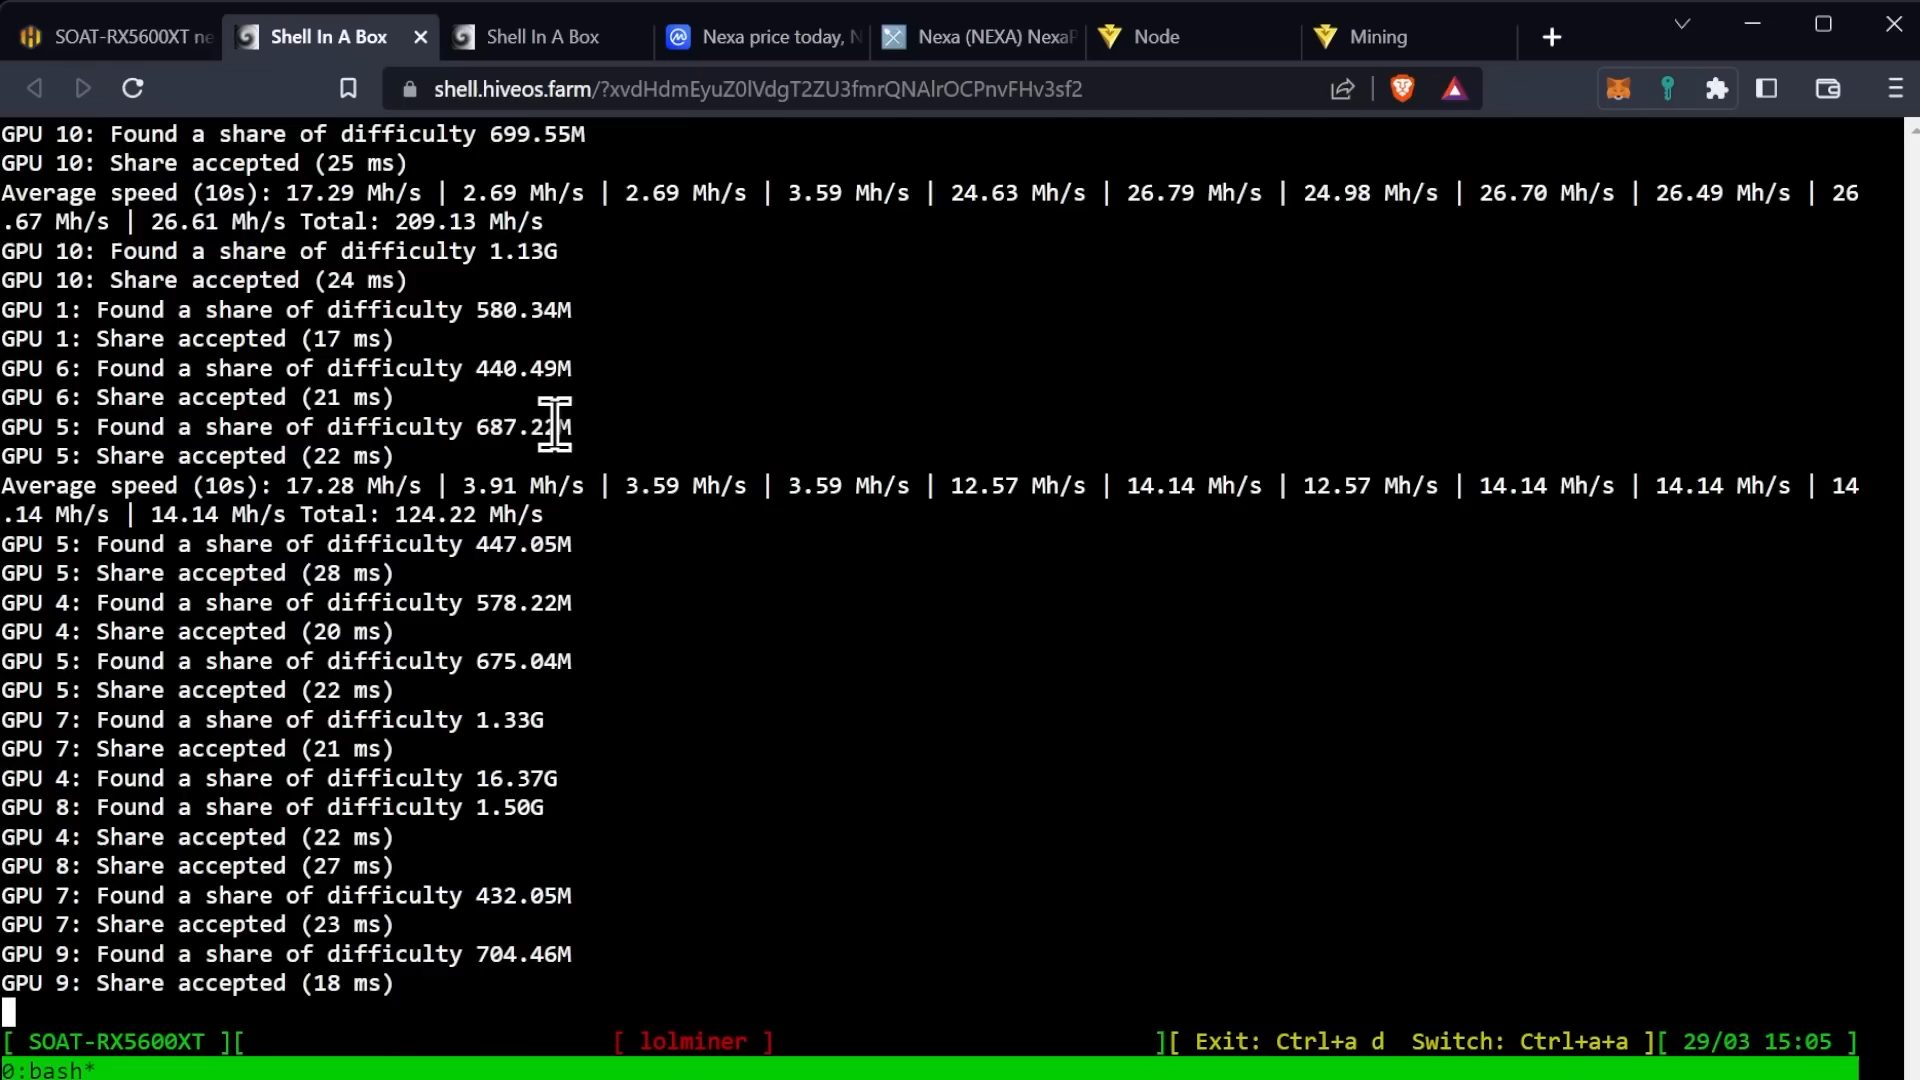 SOAT-RX5600XT ne
Shell In A Box
Shell In A Box
Nexa price today, N
Nexa (NEXA) NexaP
Node
Mining
shell.hiveos.farm/?xvdHdmEyuZ0lVdgT2ZU3fmrQNAlrOCPnvFHv3sf2
GPU 10: Found a share of difficulty 699.55M
GPU 10: Share accepted (25 ms)
Average speed (10s): 17.29 Mh/s | 2.69 Mh/s | 2.69 Mh/s | 3.59 Mh/s | 24.63 Mh/s | 26.79 Mh/s | 24.98 Mh/s | 26.70 Mh/s | 26.49 Mh/s | 26
.67 Mh/s | 26.61 Mh/s Total: 209.13 Mh/s
GPU 10: Found a share of difficulty 1.13G
GPU 10: Share accepted (24 ms)
GPU 1: Found a share of difficulty 580.34M
GPU 1: Share accepted (17 ms)
GPU 6: Found a share of difficulty 440.49M
GPU 6: Share accepted (21 ms)
GPU 5: Found a share of difficulty 687.22M
GPU 5: Share accepted (22 ms)
Average speed (10s): 17.28 Mh/s | 3.91 Mh/s | 3.59 Mh/s | 3.59 Mh/s | 12.57 Mh/s | 14.14 Mh/s | 12.57 Mh/s | 14.14 Mh/s | 14.14 Mh/s | 14
.14 Mh/s | 14.14 Mh/s Total: 124.22 Mh/s
GPU 5: Found a share of difficulty 447.05M
GPU 5: Share accepted (28 ms)
GPU 4: Found a share of difficulty 578.22M
GPU 4: Share accepted (20 ms)
GPU 5: Found a share of difficulty 675.04M
GPU 5: Share accepted (22 ms)
GPU 7: Found a share of difficulty 1.33G
GPU 7: Share accepted (21 ms)
GPU 4: Found a share of difficulty 16.37G
GPU 8: Found a share of difficulty 1.50G
GPU 4: Share accepted (22 ms)
GPU 8: Share accepted (27 ms)
GPU 7: Found a share of difficulty 432.05M
GPU 7: Share accepted (23 ms)
GPU 9: Found a share of difficulty 704.46M
GPU 9: Share accepted (18 ms)
[ SOAT-RX5600XT ][ [ lolminer ] ][ Exit: Ctrl+a d Switch: Ctrl+a+a ][ 29/03 15:05 ]
0:bash*